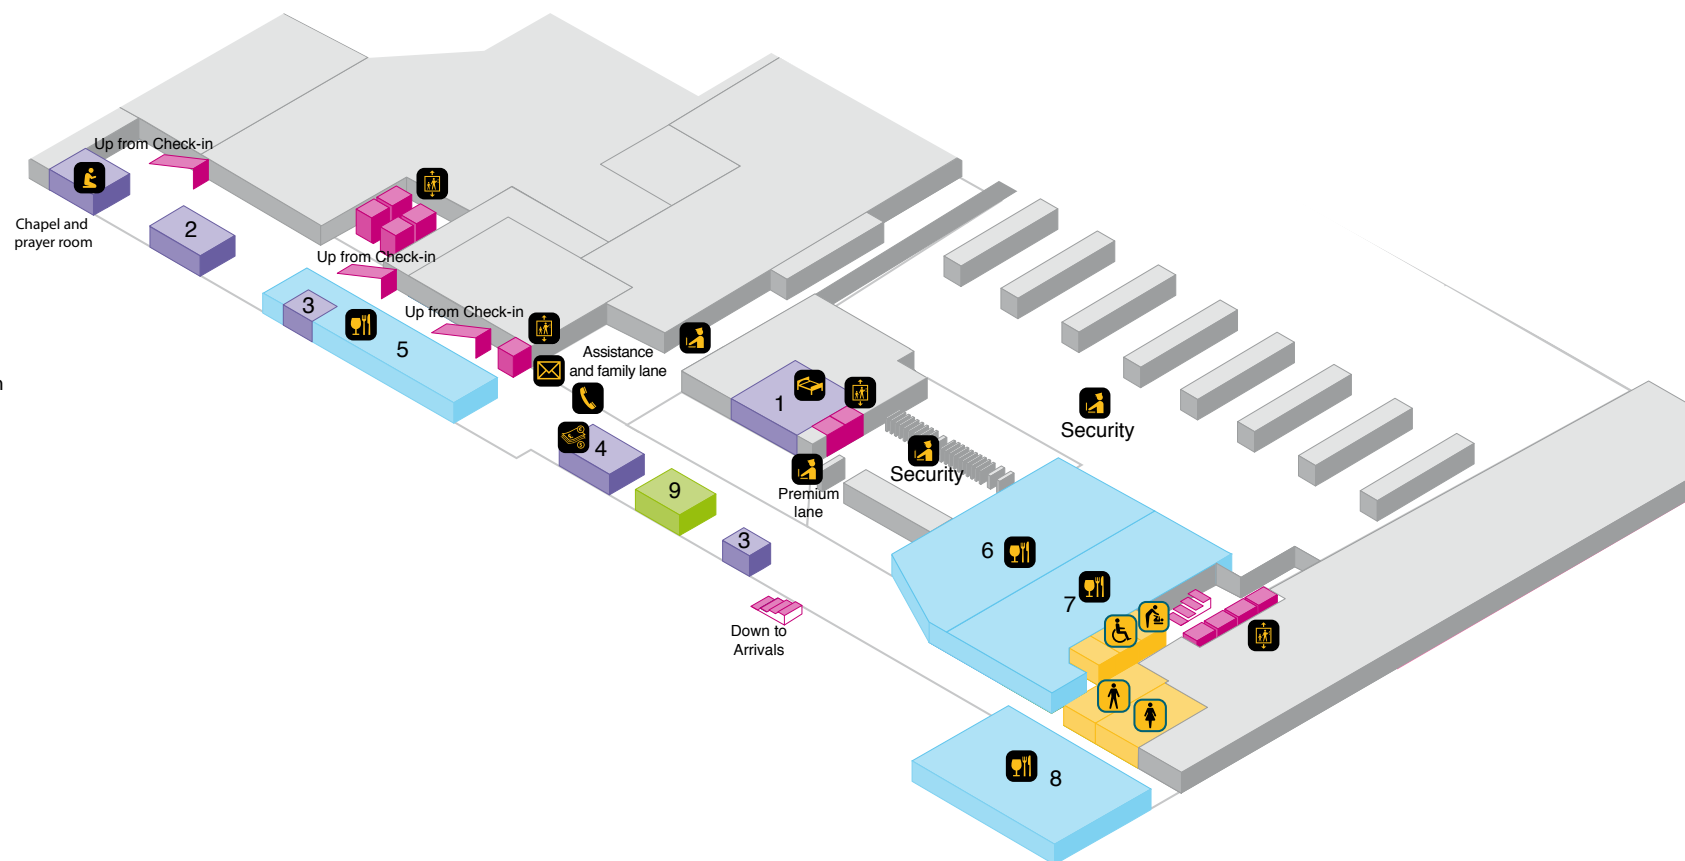 Up from Check-in
Chapel and
prayer room
2
Up from Check-in
3
Up from Check-in
5
Assistance
and family lane
n
1
4
Security
Security
Premium
lane
9
3
6
7
Down to
Arrivals
8